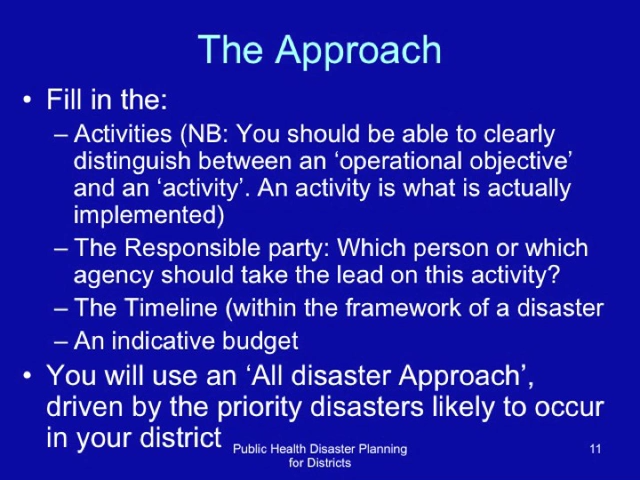 The Approach
• Fill in the:
– Activities (NB: You should be able to clearly
distinguish between an ‘operational objective’
and an ‘activity’. An activity is what is actually
implemented)
– The Responsible party: Which person or which
agency should take the lead on this activity?
– The Timeline (within the framework of a disaster
– An indicative budget
• You will use an ‘All disaster Approach’,
driven by the priority disasters likely to occur
in your district
Public Health Disaster Planning
for Districts
11